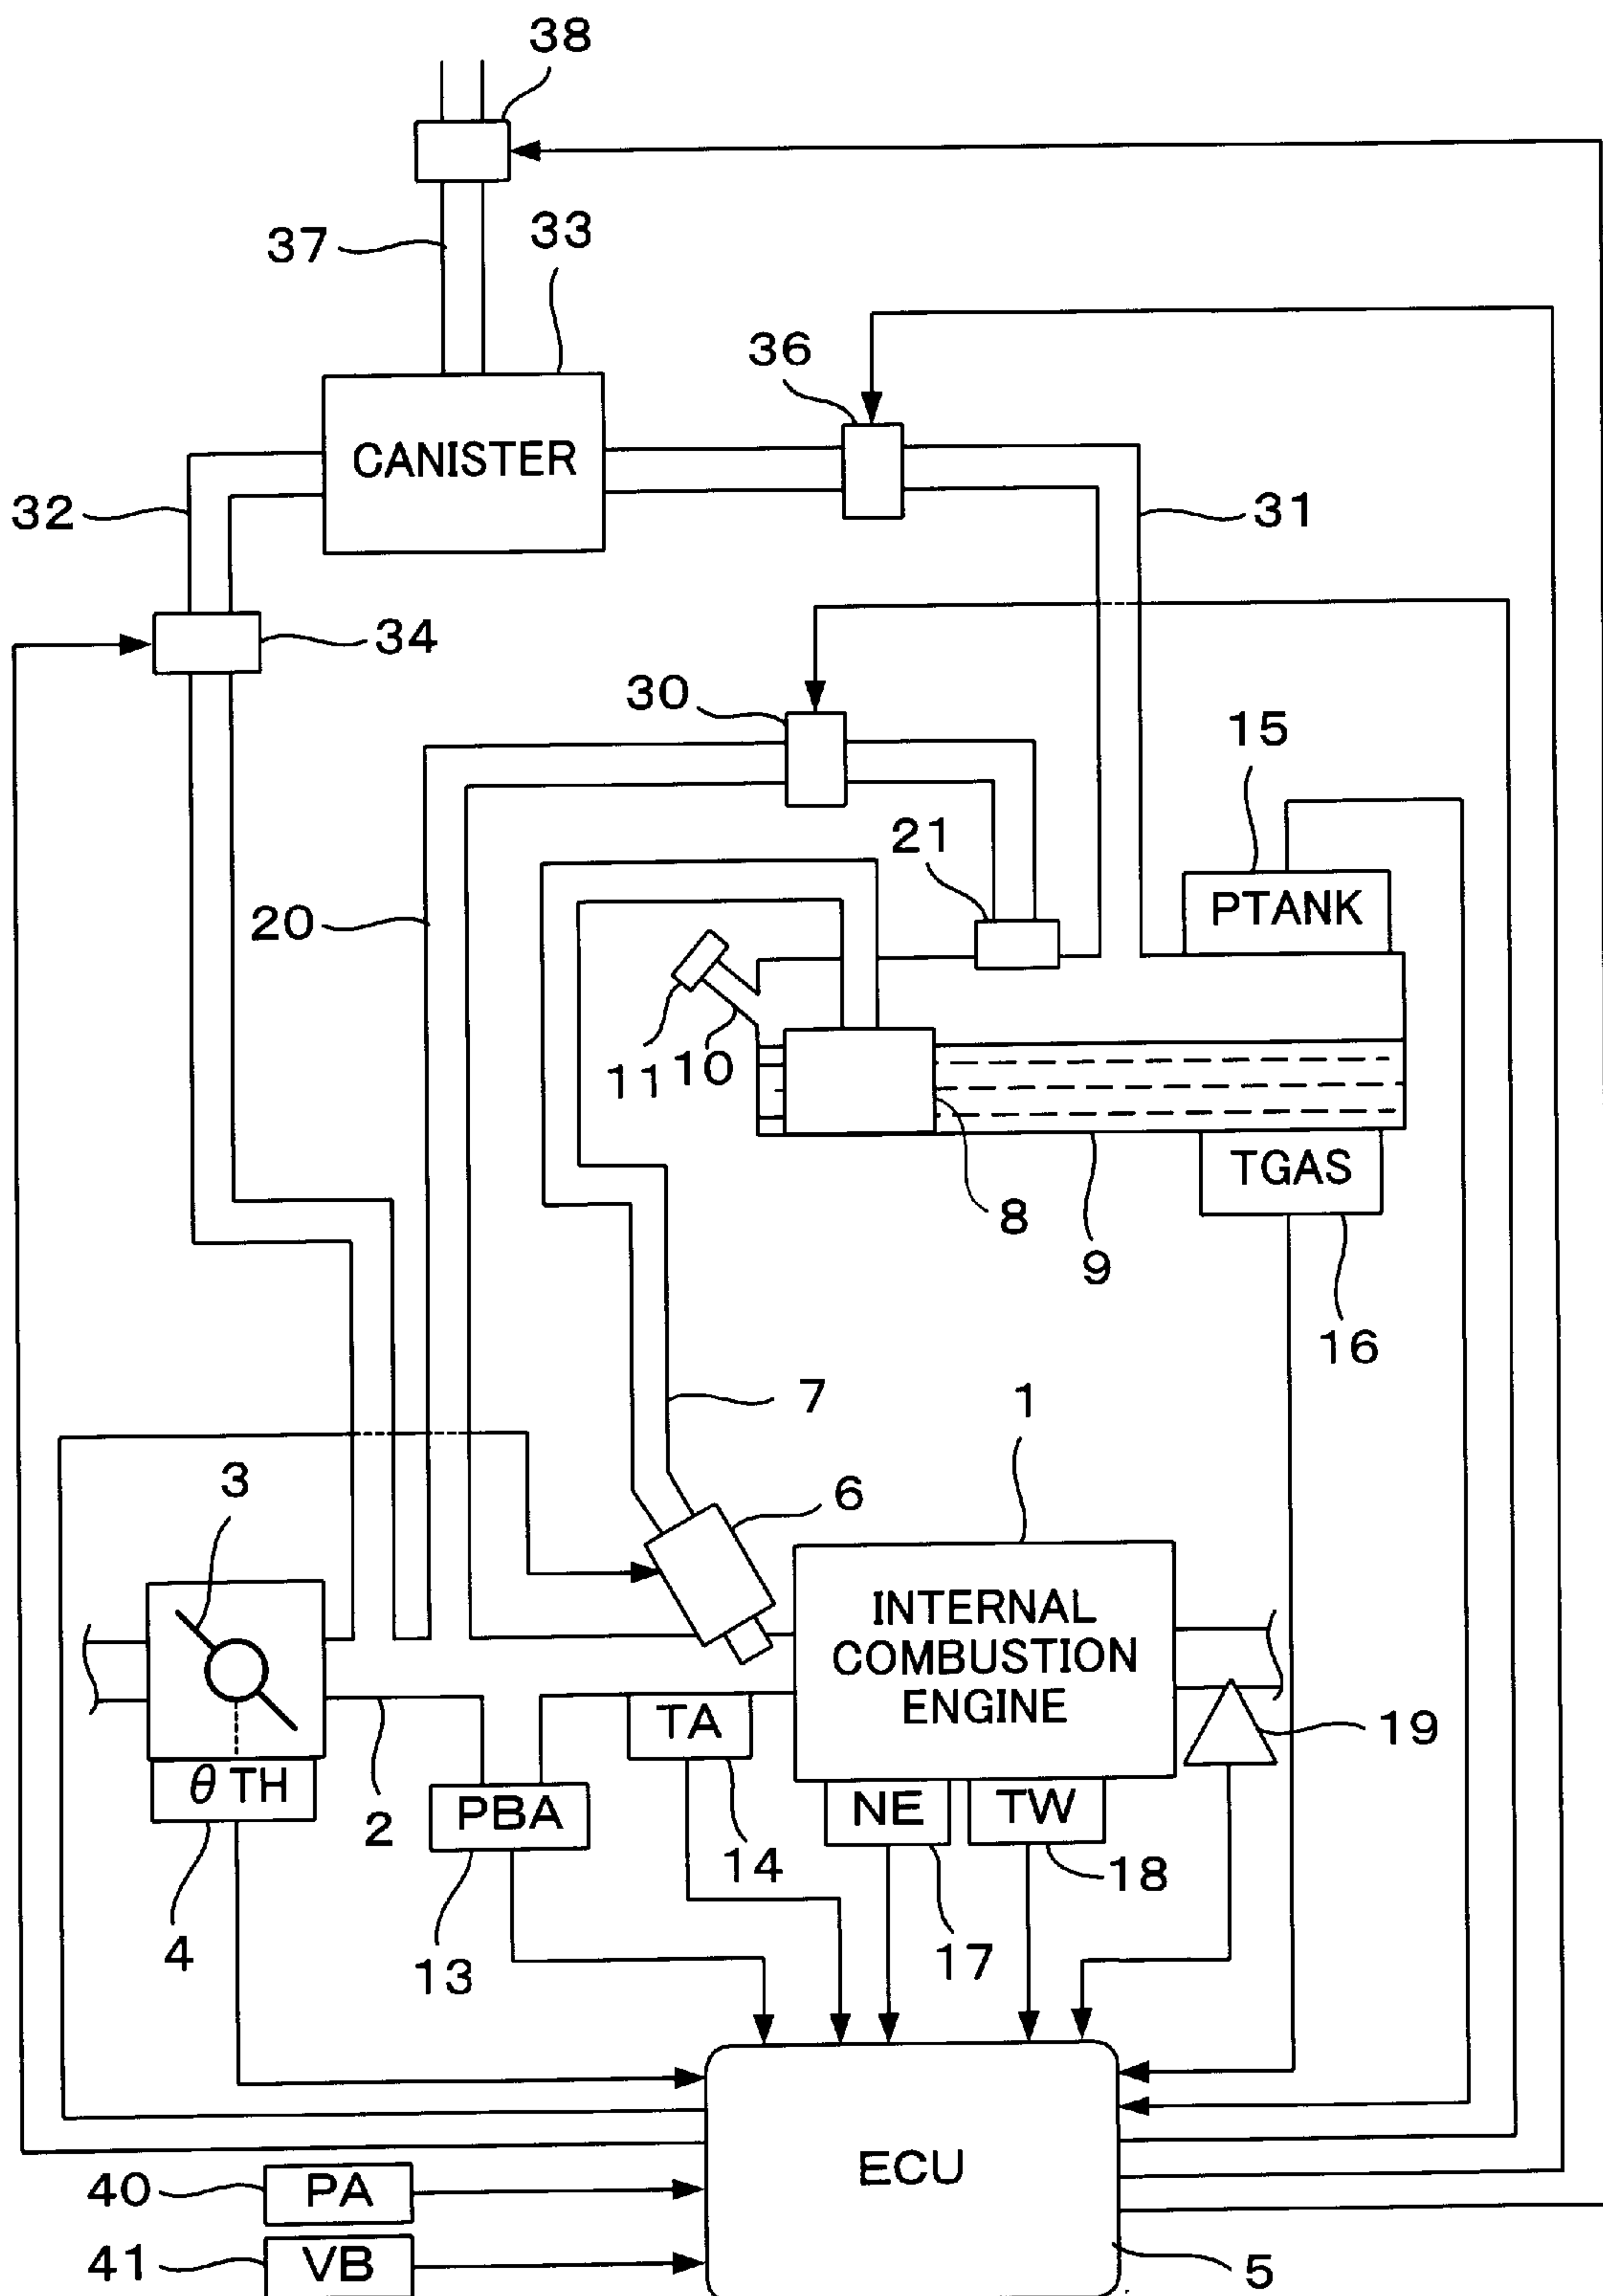 38
37
33
36
CANISTER
32
31
34
30
15
21
PTANK
20
11
10
TGAS
8
9
16
7
1
3
6
INTERNAL
COMBUSTION
ENGINE
TA
19
θTH
2
PBA
NE
TW
14
18
4
13
17
ECU
40
PA
41
VB
5